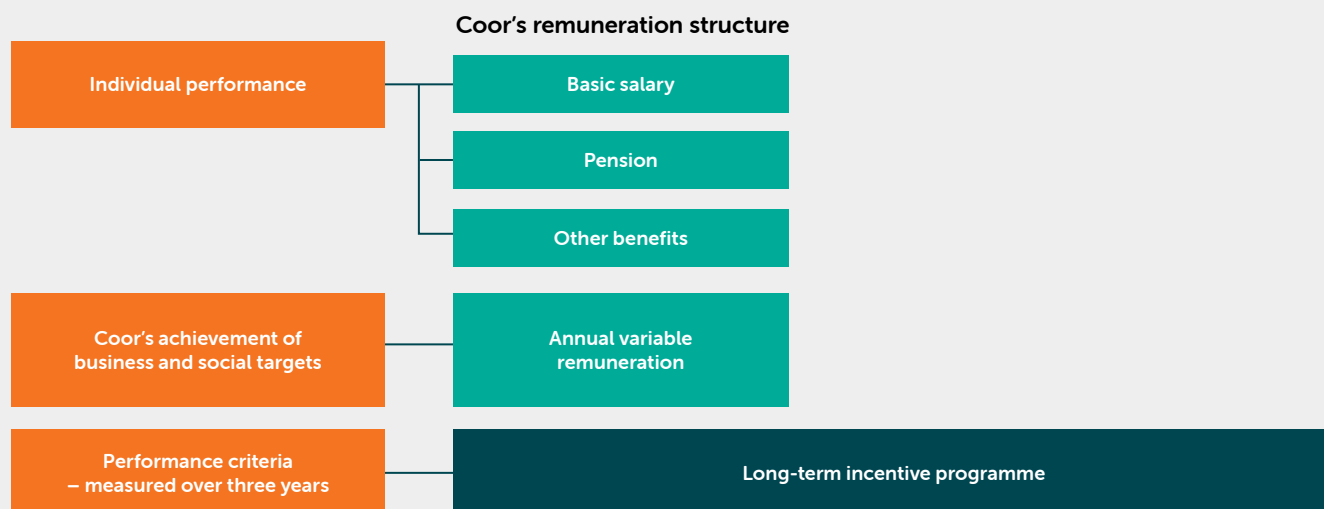 Coor’s remuneration structure
Individual performance
Basic salary
Pension
Other benefits
Coor’s achievement of
business and social targets
Annual variable
remuneration
Performance criteria
– measured over three years
Long-term incentive programme